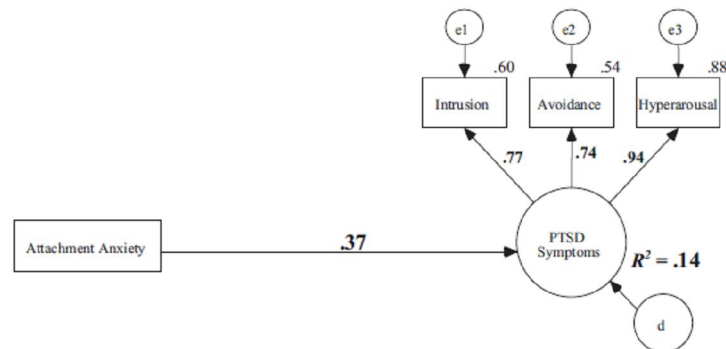 e1
e2
e3
.60
.54
.88
Intrusion
Avoidance
Hyperarousal
.77
.74
.94
Attachment Anxiety
.37
PTSD
Symptoms
R² = .14
d